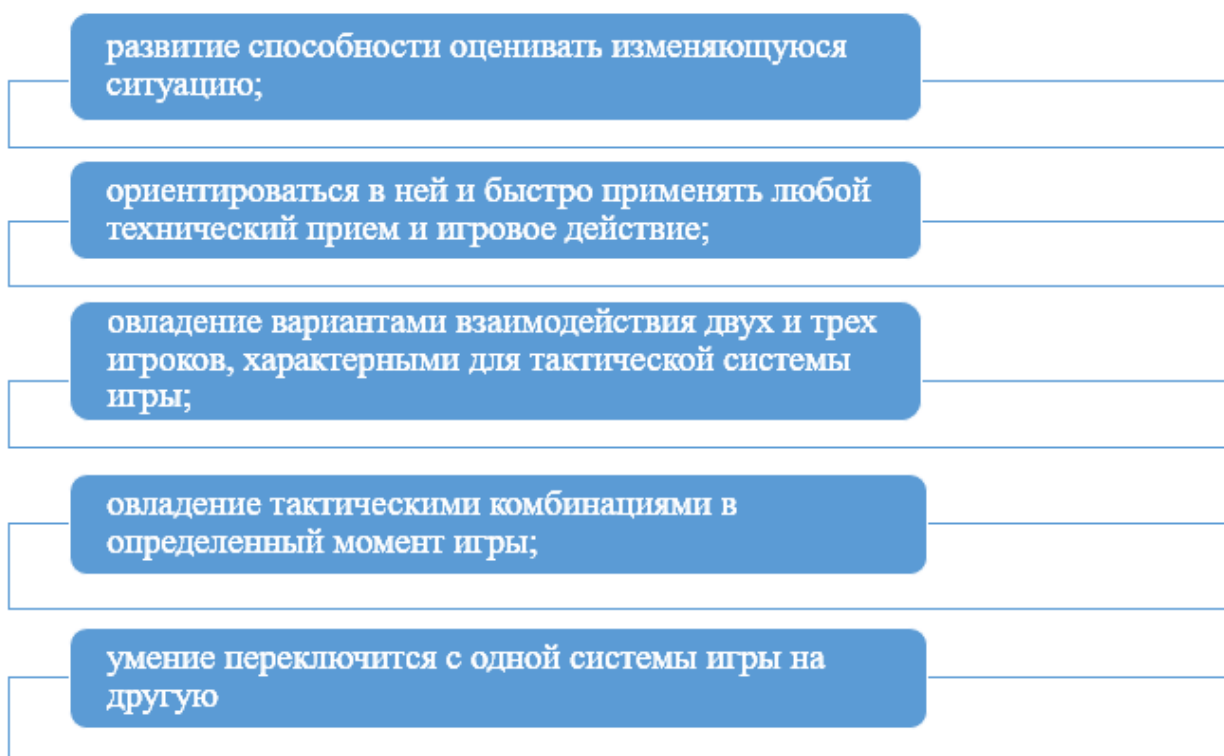 развитие способности оценивать изменяющуюся
ситуацию;
ориентироваться в ней и быстро применять любой
технический прием и игровое действие;
овладение вариантами взаимодействия двух и трех
игроков, характерными для тактической системы
игры;
овладение тактическими комбинациями в
определенный момент игры;
умение переключится с одной системы игры на
другую